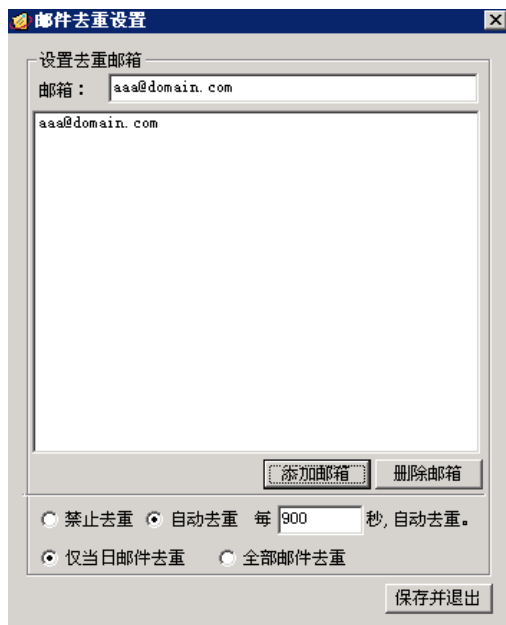 邮件去重设置
设置去重邮箱
邮箱： aaa@domain.com
aaa@domain.com
添加邮箱 删除邮箱
禁止去重 自动去重 每 900 秒,自动去重。
仅当日邮件去重 全部邮件去重
保存并退出